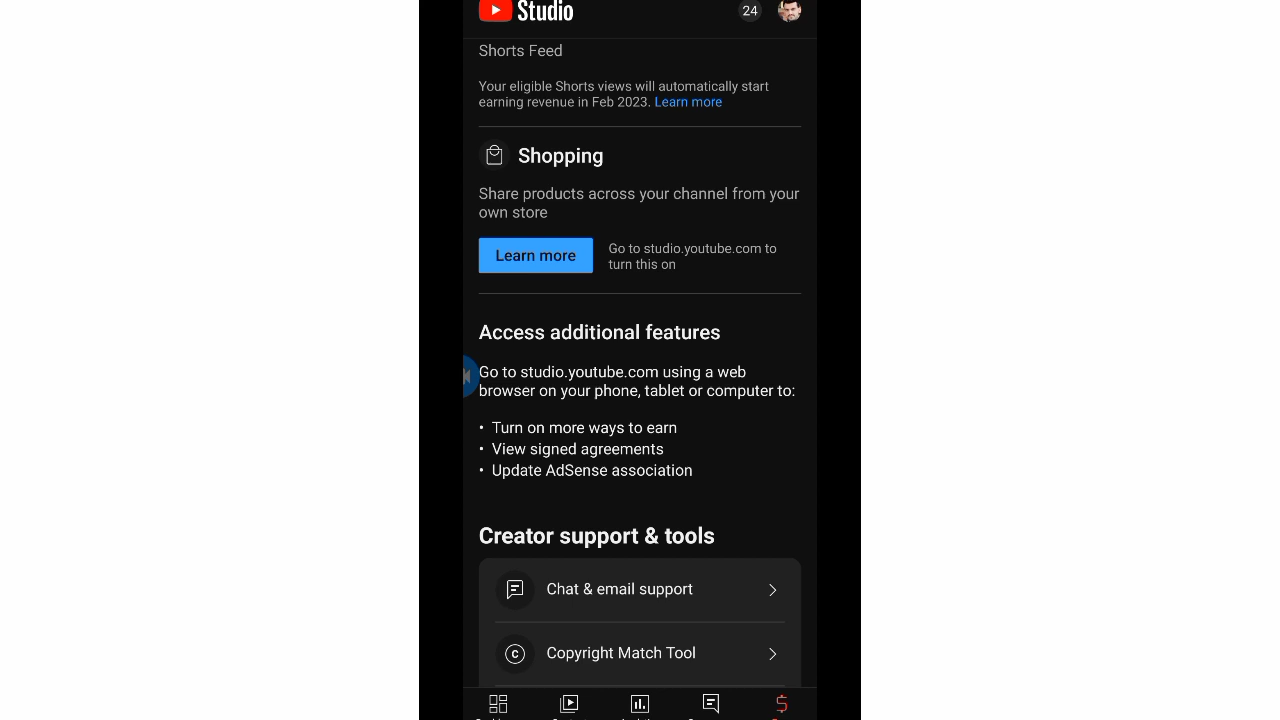 Studio
24
Shorts Feed
Your eligible Shorts views will automatically start
earning revenue in Feb 2023. Learn more
Shopping
Share products across your channel from your
own store
Learn more
Go to studio.youtube.com to
turn this on
Access additional features
Go to studio.youtube.com using a web
browser on your phone, tablet or computer to:
• Turn on more ways to earn
• View signed agreements
• Update AdSense association
Creator support & tools
Chat & email support
Copyright Match Tool